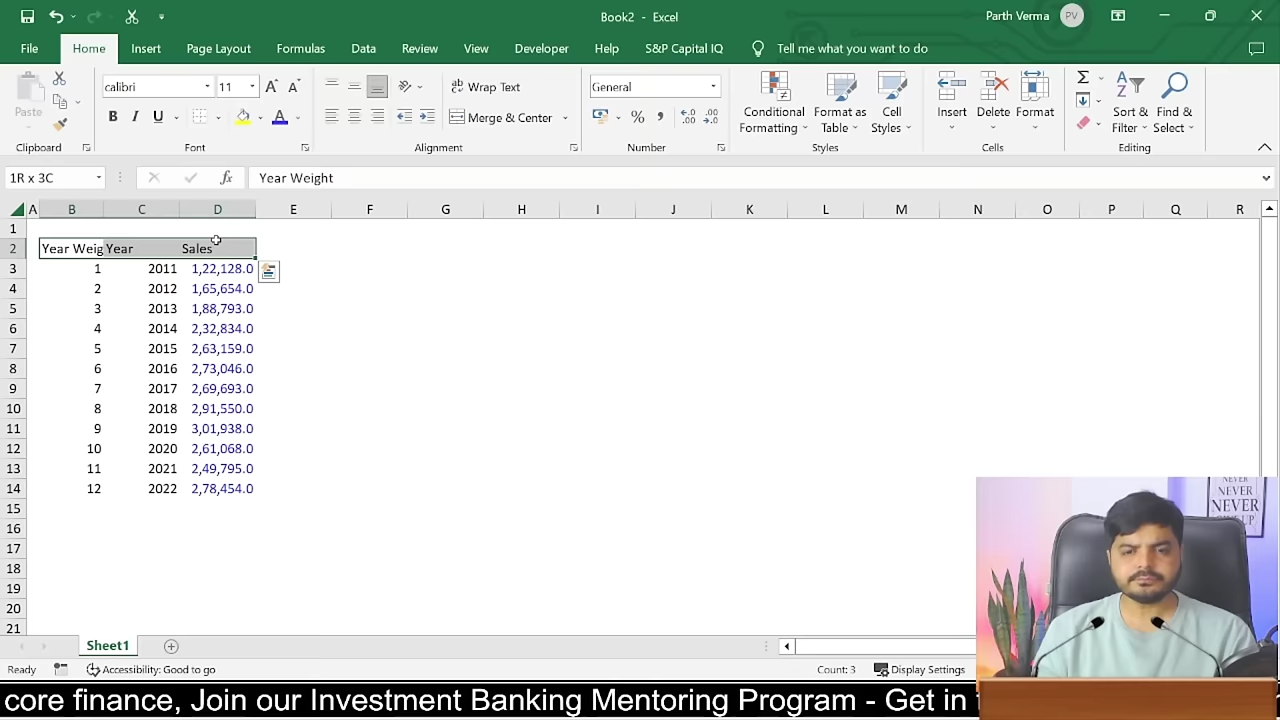 Book2 - Excel
Parth Verma PV
File Home Insert Page Layout Formulas Data Review View Developer Help S&P Capital IQ Tell me what you want to do
Paste
calibri 11
B I U A
Wrap Text
Merge & Center
General
Conditional Formatting
Format as Table
Cell Styles
Insert Delete Format
Sort & Filter
Find & Select
Clipboard Font Alignment Number Styles Cells Editing
1R x 3C fx Year Weight
A B C D E F G H I J K L M N O P Q R
1
2 Year Weig Year Sales
3 1 2011 1,22,128.0
4 2 2012 1,65,654.0
5 3 2013 1,88,793.0
6 4 2014 2,32,834.0
7 5 2015 2,63,159.0
8 6 2016 2,73,046.0
9 7 2017 2,69,693.0
10 8 2018 2,91,550.0
11 9 2019 3,01,938.0
12 10 2020 2,61,068.0
13 11 2021 2,49,795.0
14 12 2022 2,78,454.0
15
16
17
18
19
20
21
NEVER
NEVER
NEVER
Sheet1
Ready Accessibility: Good to go Count: 3 Display Settings
core finance, Join our Investment Banking Mentoring Program - Get in